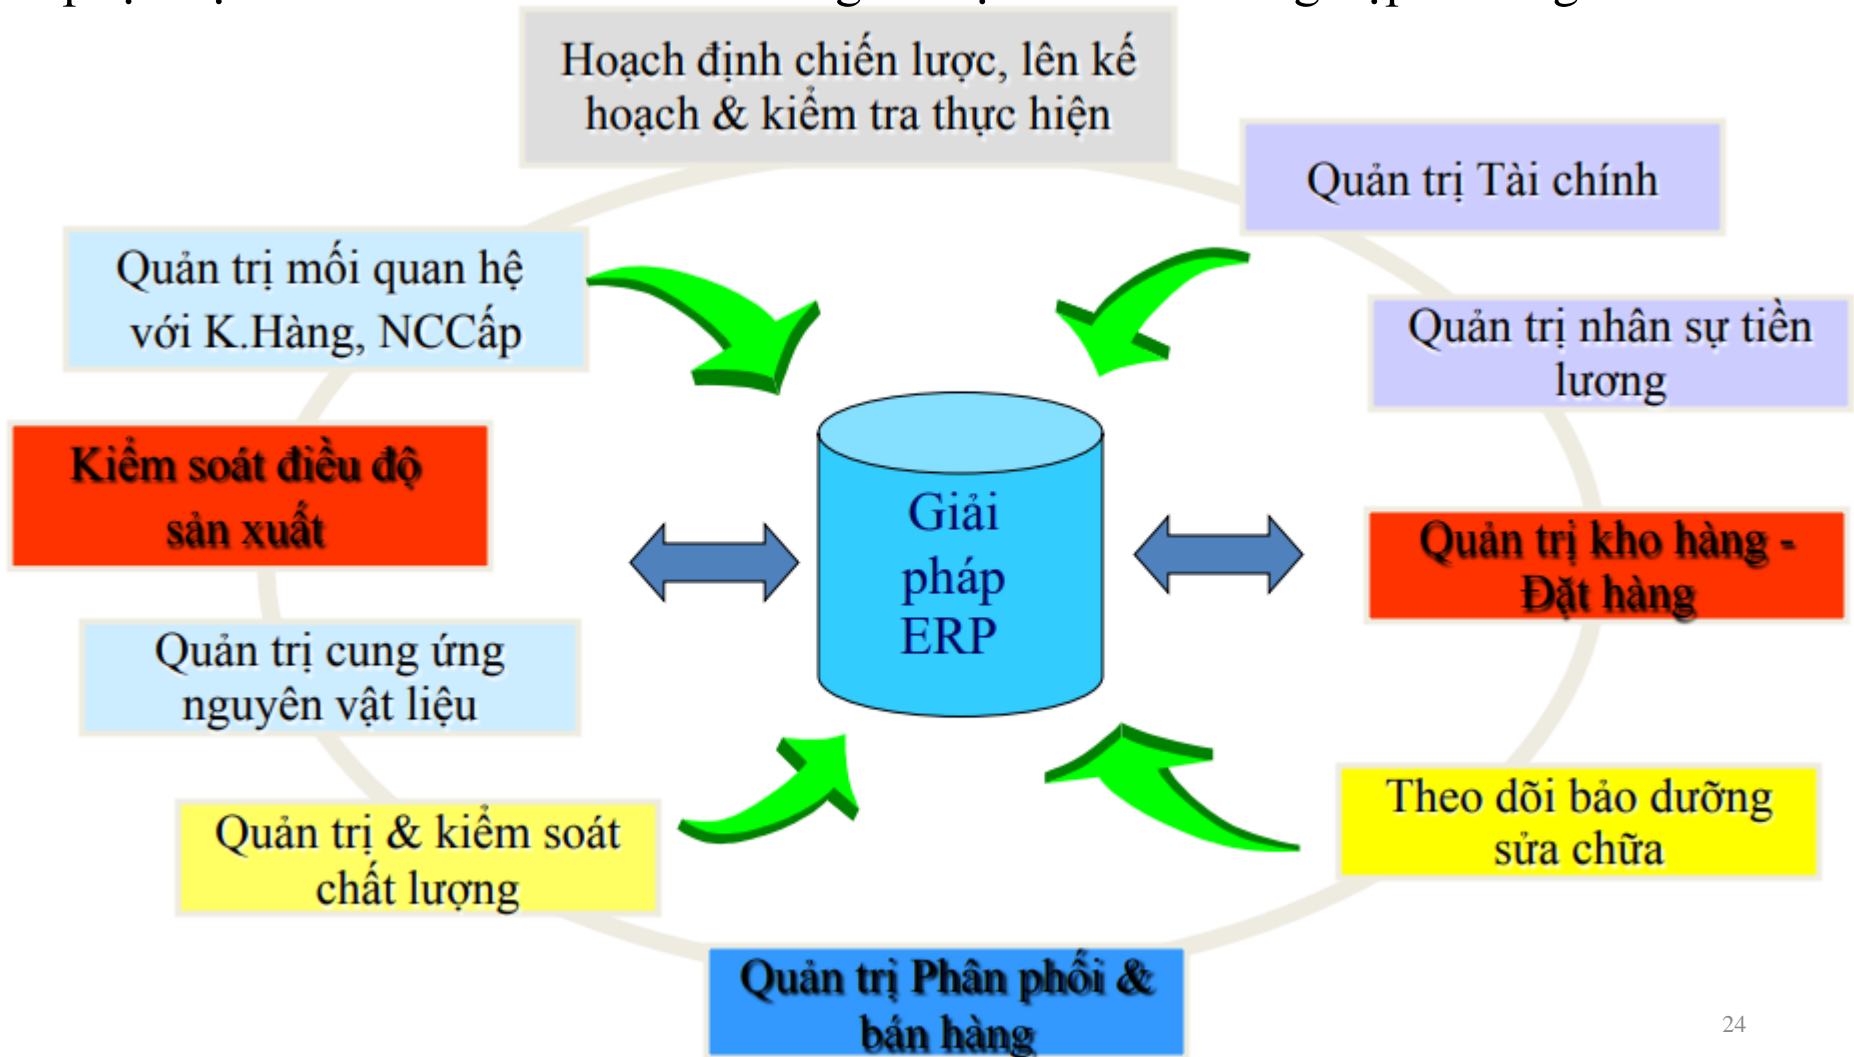 Hoạch định chiến lược, lên kế
hoạch & kiểm tra thực hiện
Quản trị Tài chính
Quản trị mối quan hệ
với K.Hàng, NCCấp
Quản trị nhân sự tiền
lương
Kiểm soát điều độ
sản xuất
Giải
pháp
ERP
Quản trị kho hàng -
Đặt hàng
Quản trị cung ứng
nguyên vật liệu
Theo dõi bảo dưỡng
sửa chữa
Quản trị & kiểm soát
chất lượng
Quản trị Phân phối &
bán hàng
24